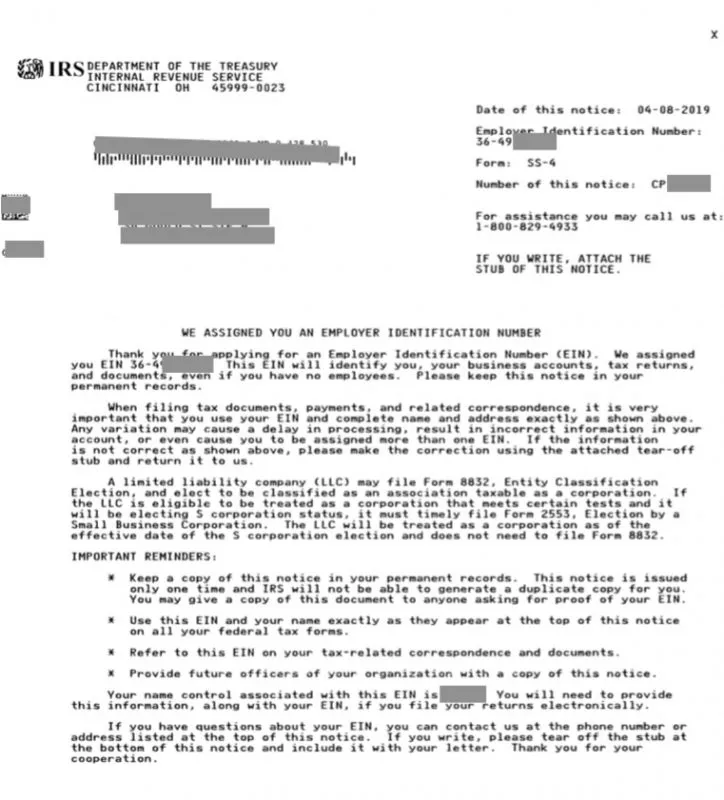 X
IRS DEPARTMENT OF THE TREASURY
INTERNAL REVENUE SERVICE
CINCINNATI OH 45999-0023
Date of this notice: 04-08-2019
Employer Identification Number:
36-49
Form: SS-4
Number of this notice: CP
For assistance you may call us at:
1-800-829-4933
IF YOU WRITE, ATTACH THE
STUB OF THIS NOTICE.
WE ASSIGNED YOU AN EMPLOYER IDENTIFICATION NUMBER
Thank you for applying for an Employer Identification Number (EIN). We assigned
you EIN 36-49 This EIN will identify you, your business accounts, tax returns,
and documents, even if you have no employees. Please keep this notice in your
permanent records.
When filing tax documents, payments, and related correspondence, it is very
important that you use your EIN and complete name and address exactly as shown above.
Any variation may cause a delay in processing, result in incorrect information in your
account, or even cause you to be assigned more than one EIN. If the information
is not correct as shown above, please make the correction using the attached tear-off
stub and return it to us.
A limited liability company (LLC) may file Form 8832, Entity Classification
Election, and elect to be classified as an association taxable as a corporation. If
the LLC is eligible to be treated as a corporation that meets certain tests and it
will be electing S corporation status, it must timely file Form 2553, Election by a
Small Business Corporation. The LLC will be treated as a corporation as of the
effective date of the S corporation election and does not need to file Form 8832.
IMPORTANT REMINDERS:
* Keep a copy of this notice in your permanent records. This notice is issued
only one time and IRS will not be able to generate a duplicate copy for you.
You may give a copy of this document to anyone asking for proof of your EIN.
* Use this EIN and your name exactly as they appear at the top of this notice
on all your federal tax forms.
* Refer to this EIN on your tax-related correspondence and documents.
* Provide future officers of your organization with a copy of this notice.
Your name control associated with this EIN is You will need to provide
this information, along with your EIN, if you file your returns electronically.
If you have questions about your EIN, you can contact us at the phone number or
address listed at the top of this notice. If you write, please tear off the stub at
the bottom of this notice and include it with your letter. Thank you for your
cooperation.